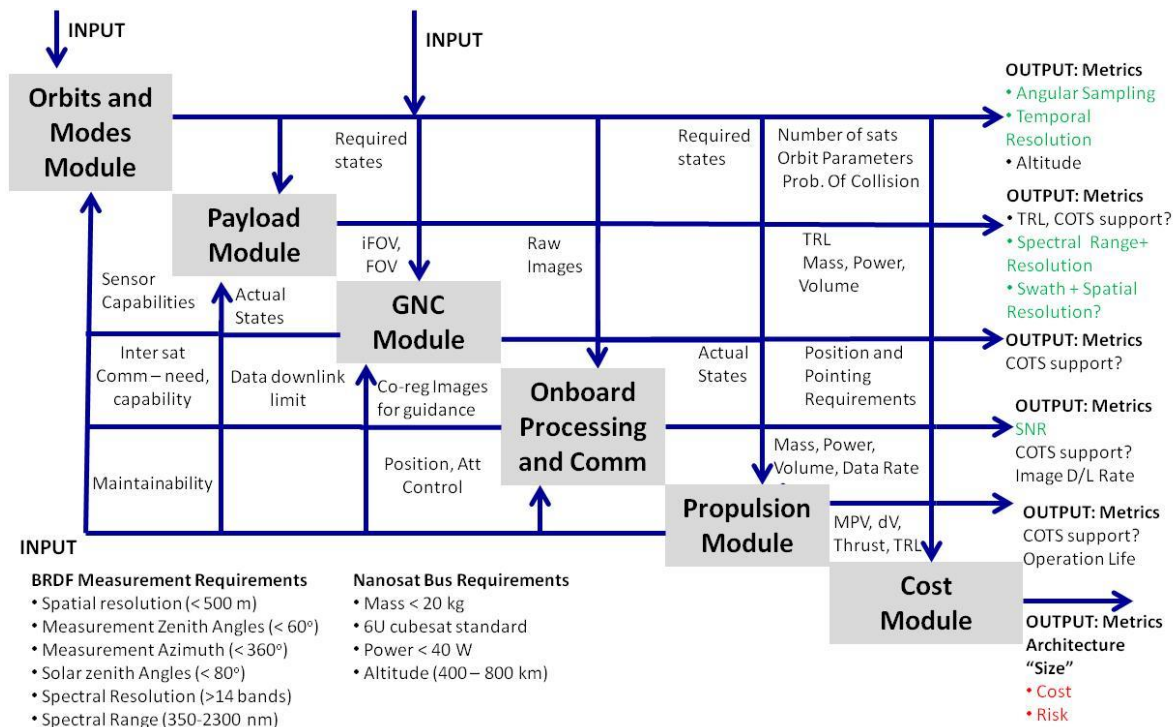 INPUT
INPUT
Orbits and
Modes
Module
OUTPUT: Metrics
• Angular Sampling
• Temporal
Resolution
• Altitude
Required
states
Required
states
Number of sats
Orbit Parameters
Prob. Of Collision
Payload
Module
OUTPUT: Metrics
• TRL, COTS support?
• Spectral Range+
Resolution
• Swath + Spatial
Resolution?
iFOV,
FOV
Raw
Images
TRL
Mass, Power,
Volume
Sensor
Capabilities
Actual
States
GNC
Module
OUTPUT: Metrics
COTS support?
Inter sat
Comm – need,
capability
Data downlink
limit
Co-reg Images
for guidance
Actual
States
Position and
Pointing
Requirements
Onboard
Processing
and Comm
OUTPUT: Metrics
SNR
COTS support?
Image D/L Rate
Maintainability
Position, Att
Control
Mass, Power,
Volume, Data Rate
Propulsion
Module
MPV, dV,
Thrust, TRL
OUTPUT: Metrics
COTS support?
Operation Life
Cost
Module
OUTPUT: Metrics
Architecture
“Size”
• Cost
• Risk
INPUT
BRDF Measurement Requirements
• Spatial resolution (< 500 m)
• Measurement Zenith Angles (< 60°)
• Measurement Azimuth (< 360°)
• Solar zenith Angles (< 80°)
• Spectral Resolution (>14 bands)
• Spectral Range (350-2300 nm)
Nanosat Bus Requirements
• Mass < 20 kg
• 6U cubesat standard
• Power < 40 W
• Altitude (400 – 800 km)